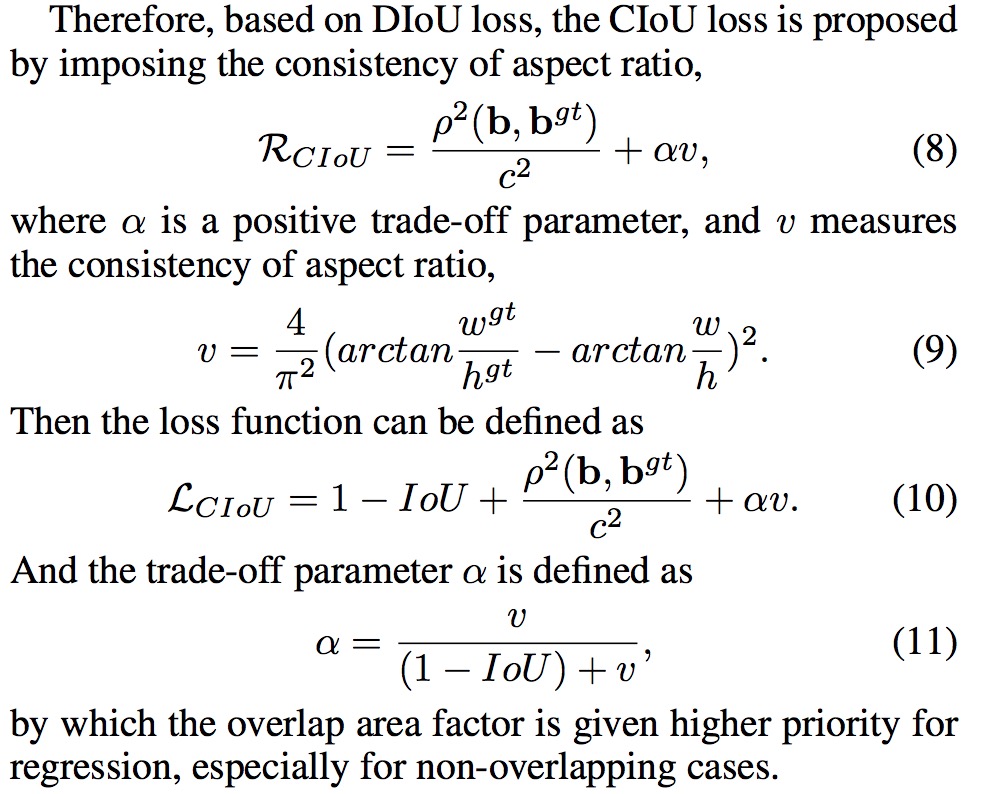 Therefore, based on DIoU loss, the CIoU loss is proposed
by imposing the consistency of aspect ratio,
$\mathcal{R}_{CIoU} = \frac{\rho^2(\mathbf{b}, \mathbf{b}^{gt})}{c^2} + \alpha v,$ (8)
where $\alpha$ is a positive trade-off parameter, and $v$ measures
the consistency of aspect ratio,
$v = \frac{4}{\pi^2}(arctan\frac{w^{gt}}{h^{gt}} - arctan\frac{w}{h})^2.$ (9)
Then the loss function can be defined as
$\mathcal{L}_{CIoU} = 1 - IoU + \frac{\rho^2(\mathbf{b}, \mathbf{b}^{gt})}{c^2} + \alpha v.$ (10)
And the trade-off parameter $\alpha$ is defined as
$\alpha = \frac{v}{(1 - IoU) + v},$ (11)
by which the overlap area factor is given higher priority for
regression, especially for non-overlapping cases.